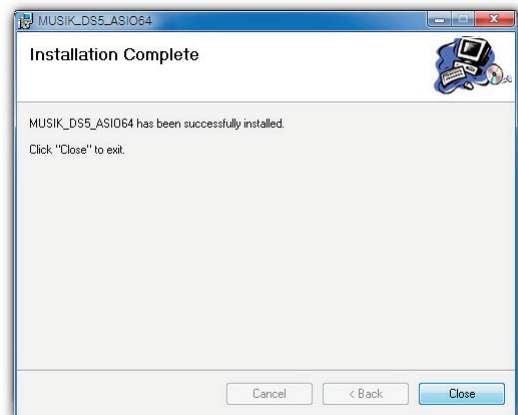 MUSIK_DS5_ASIO64
Installation Complete
MUSIK_DS5_ASIO64 has been successfully installed.
Click "Close" to exit.
Cancel
< Back
Close